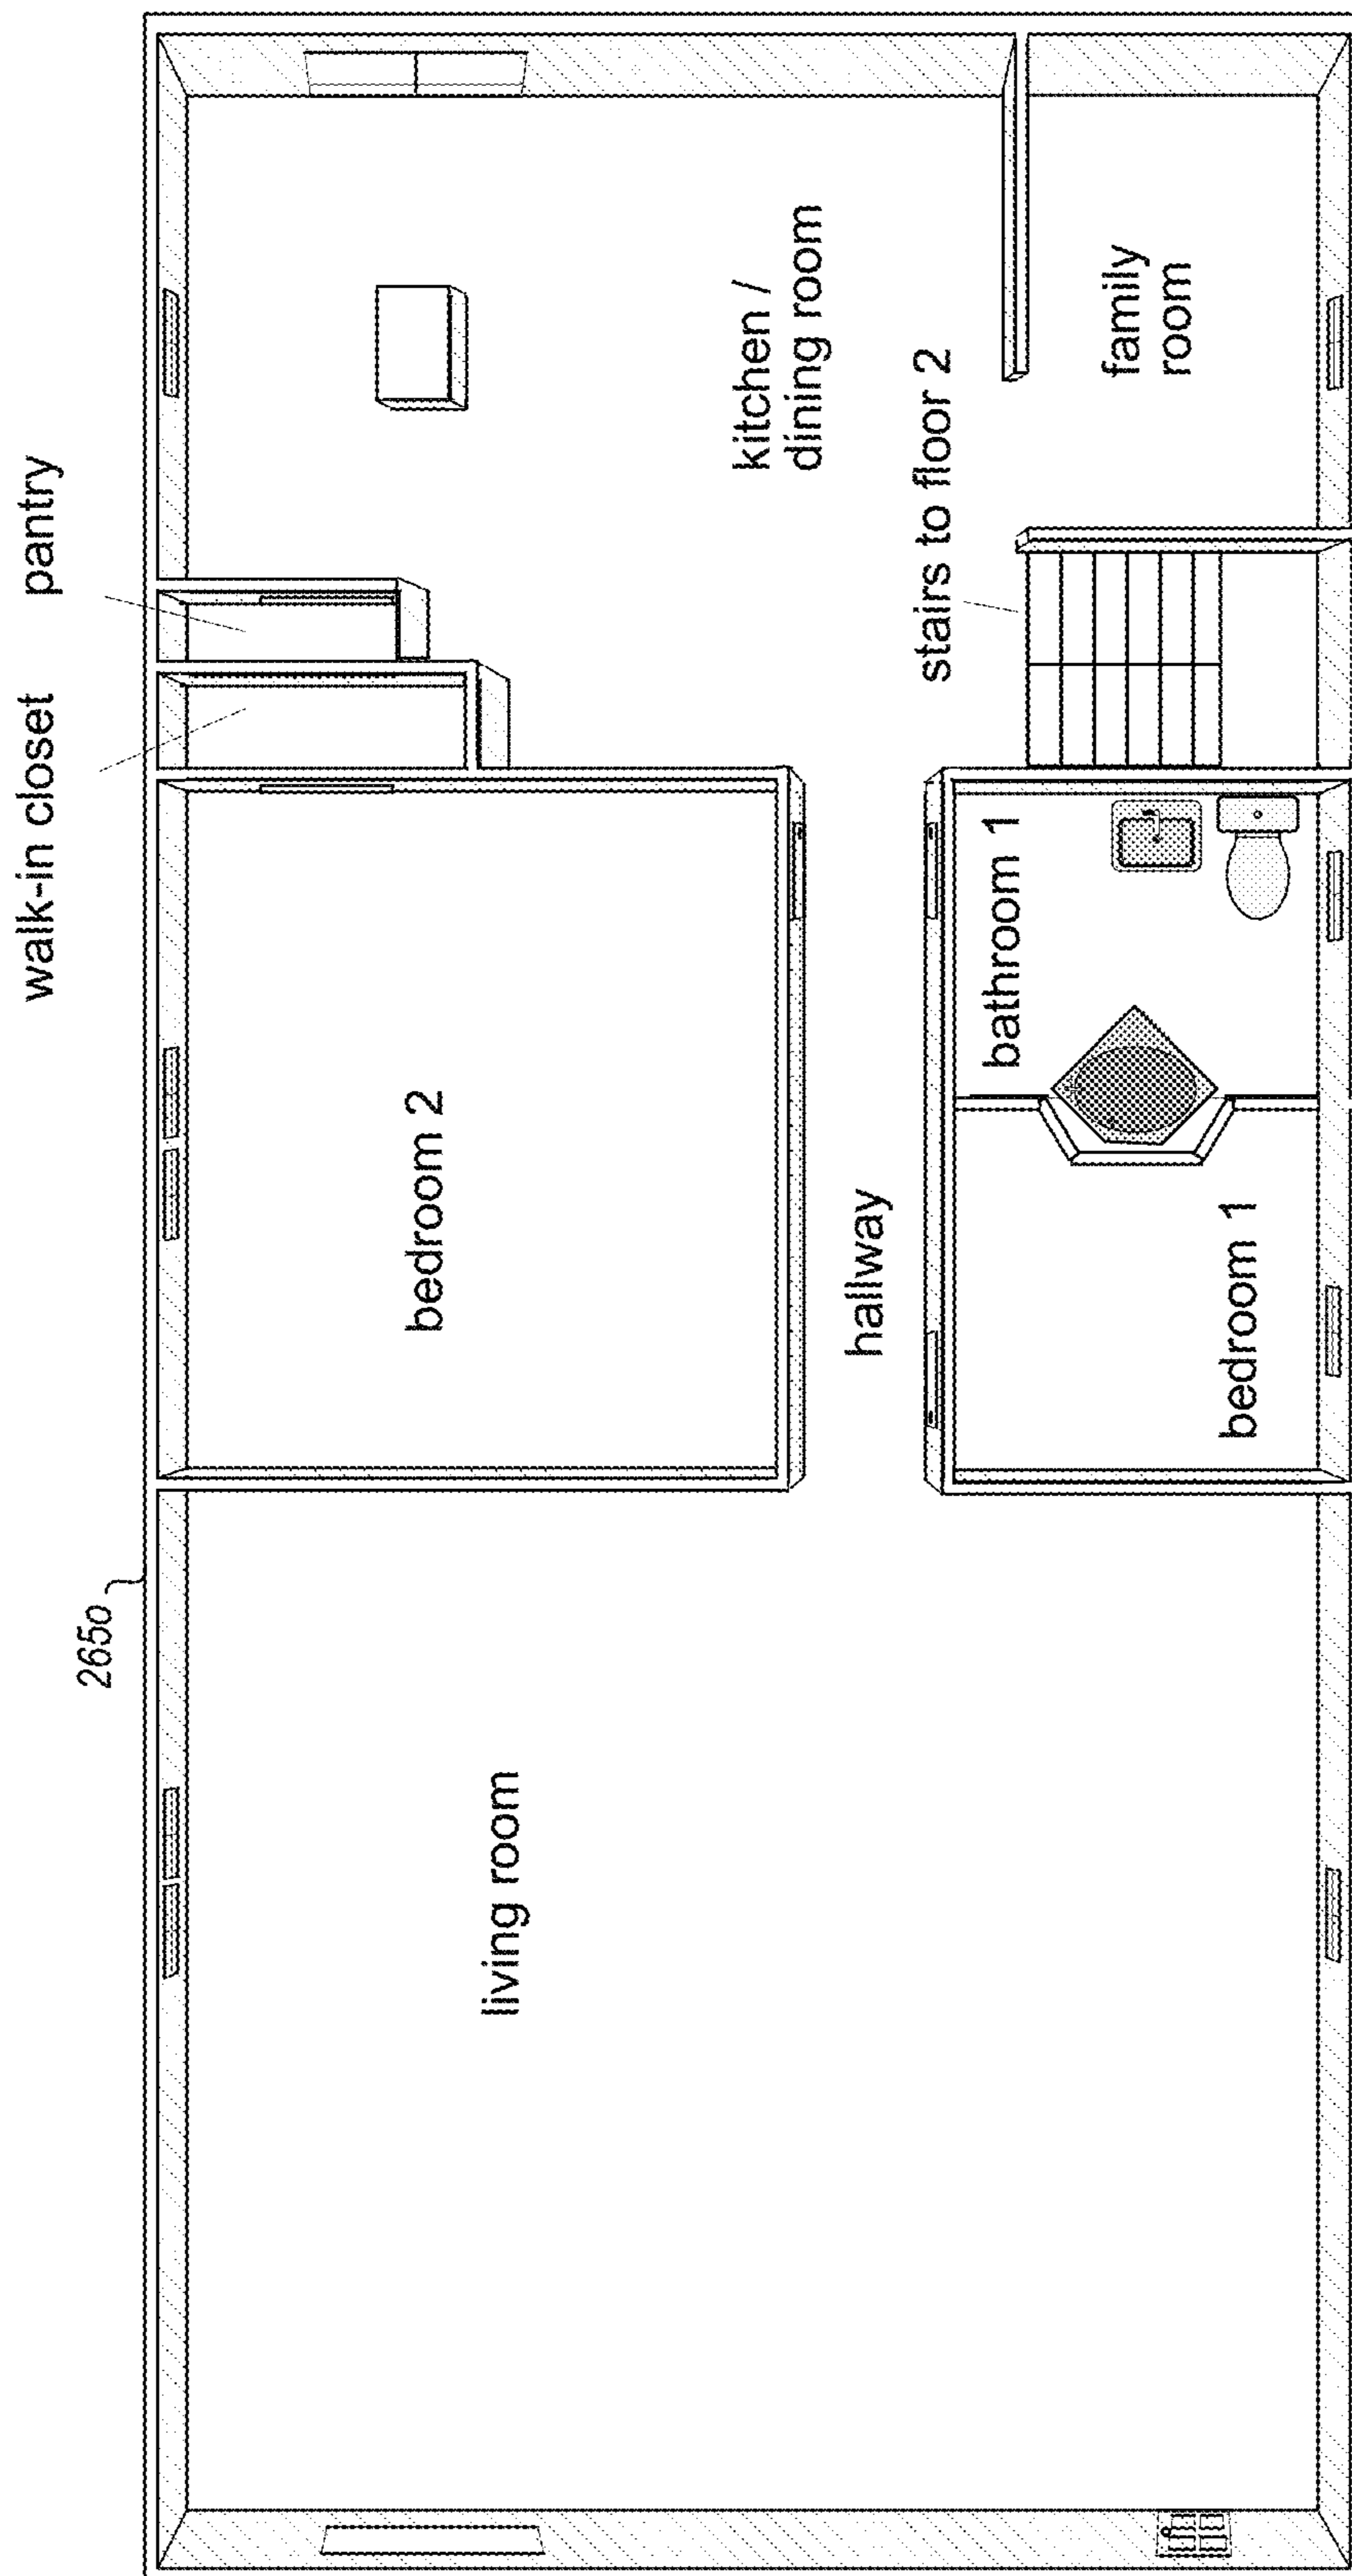 walk-in closet
pantry
265o
bedroom 2
living room
kitchen /
dining room
hallway
stairs to floor 2
bathroom 1
family
room
bedroom 1